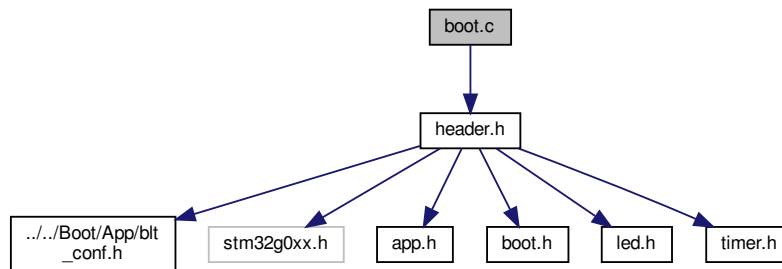 boot.c
header.h
../../Boot/App/blt
_conf.h
stm32g0xx.h
app.h
boot.h
led.h
timer.h